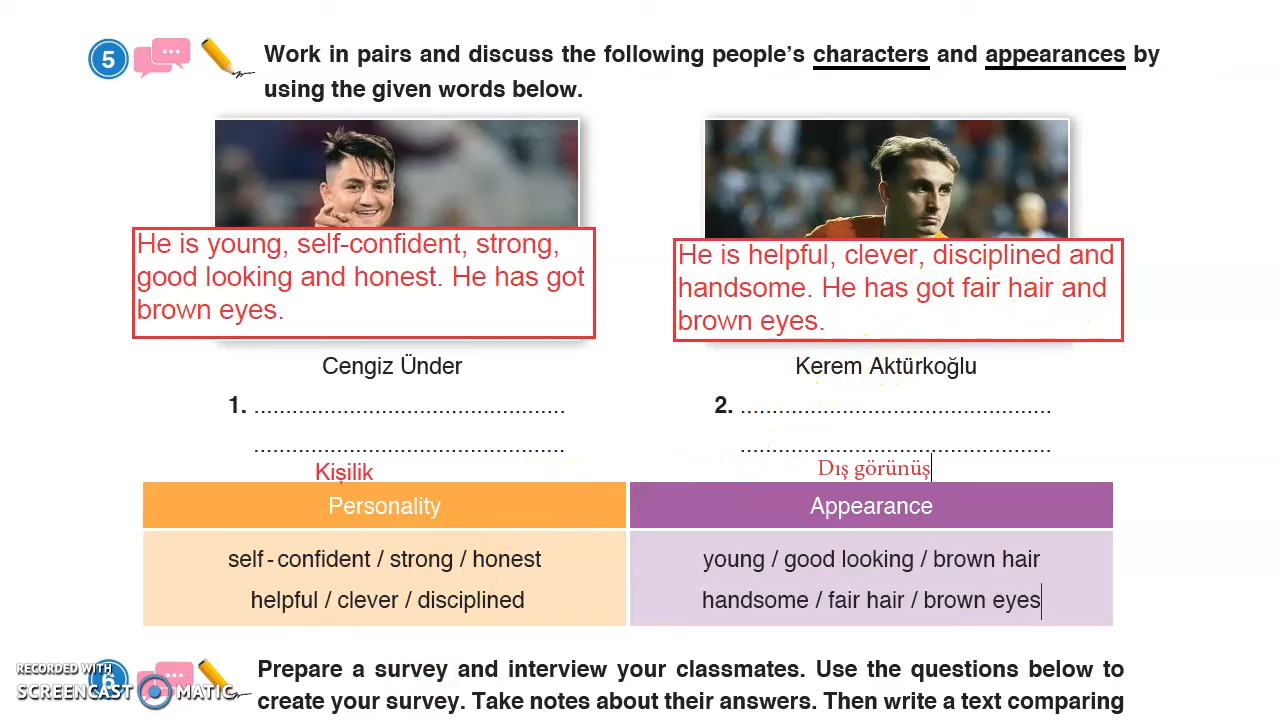 5
Work in pairs and discuss the following people's characters and appearances by
using the given words below.
He is young, self-confident, strong,
good looking and honest. He has got
brown eyes.
He is helpful, clever, disciplined and
handsome. He has got fair hair and
brown eyes.
Cengiz Ünder
Kerem Aktürkoğlu
1. .................................................
.................................................
2. .................................................
.................................................
Kişilik
Dış görünüş
Personality
Appearance
self-confident / strong / honest
helpful / clever / disciplined
young / good looking / brown hair
handsome / fair hair / brown eyes
6
Prepare a survey and interview your classmates. Use the questions below to
create your survey. Take notes about their answers. Then write a text comparing
RECORDED WITH
SCREENCAST MATIC